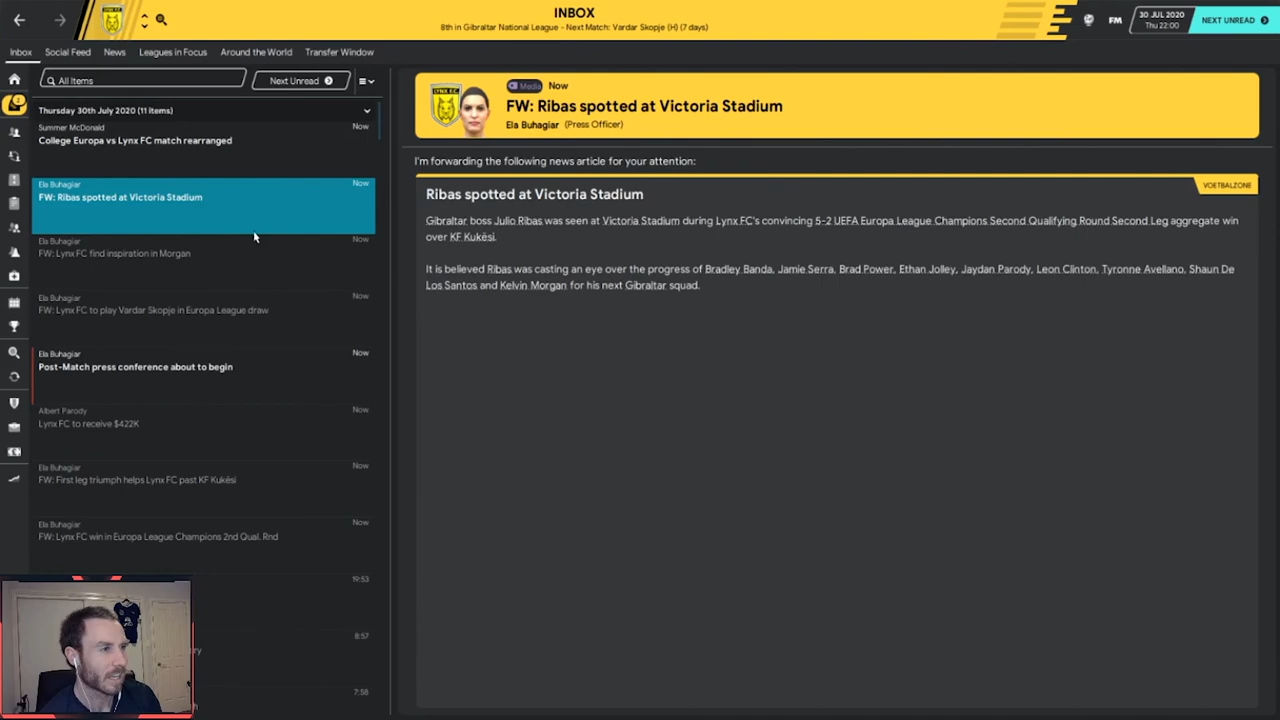 INBOX
8th in Gibraltar National League - Next Match: Vardar Skopje (H) (7 days)
FM
30 JUL 2020
Thu 22:00
NEXT UNREAD
Inbox
Social Feed
News
Leagues in Focus
Around the World
Transfer Window
All Items
Next Unread
Thursday 30th July 2020 (11 items)
Summer McDonald
Now
College Europa vs Lynx FC match rearranged
Ela Buhagiar
Now
FW: Ribas spotted at Victoria Stadium
Ela Buhagiar
Now
FW: Lynx FC find inspiration in Morgan
Ela Buhagiar
Now
FW: Lynx FC to play Vardar Skopje in Europa League draw
Ela Buhagiar
Now
Post-Match press conference about to begin
Albert Parody
Now
Lynx FC to receive $422K
Ela Buhagiar
Now
FW: First leg triumph helps Lynx FC past KF Kukësi
Ela Buhagiar
Now
FW: Lynx FC win in Europa League Champions 2nd Qual. Rnd
19:53
8:57
7:58
LYNX F.C.
Media
Now
FW: Ribas spotted at Victoria Stadium
Ela Buhagiar (Press Officer)
I'm forwarding the following news article for your attention:
Ribas spotted at Victoria Stadium
VOETBALZONE
Gibraltar boss Julio Ribas was seen at Victoria Stadium during Lynx FC's convincing 5-2 UEFA Europa League Champions Second Qualifying Round Second Leg aggregate win
over KF Kukësi.
It is believed Ribas was casting an eye over the progress of Bradley Banda, Jamie Serra, Brad Power, Ethan Jolley, Jaydan Parody, Leon Clinton, Tyronne Avellano, Shaun De
Los Santos and Kelvin Morgan for his next Gibraltar squad.